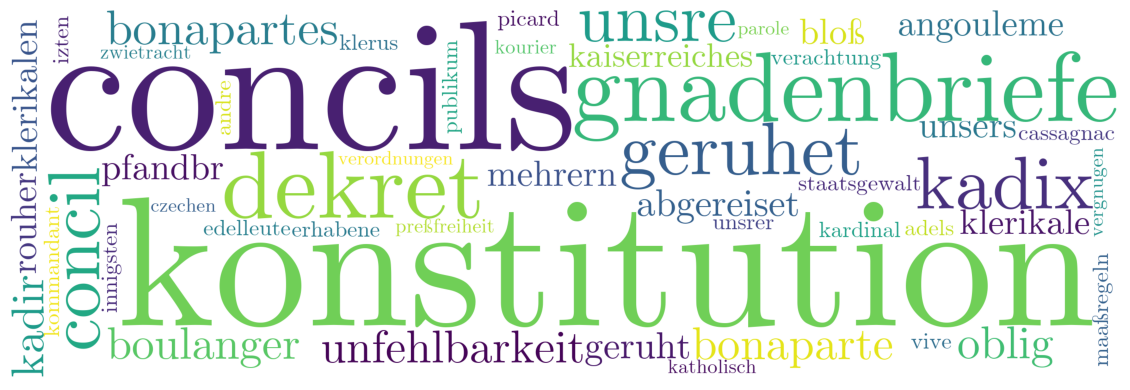 izten
bonapartes
klerus
zwietracht
picard
kourier
unsre
parole
bloß
angouleme
kaiserreiches
verachtung
klerikalen
rouher
kadir
concils
publikum
andre
gnadenbriefe
unsers
cassagnac
geruhet
pfandbr
verordnungen
dekret
mehrern
staatsgewalt
kadix
vergnugen
concil
kommandant
innigsten
czechen
edelleute
erhabene
preßfreiheit
abgereiset
unsrer
kardinal
adels
klerikale
konstitution
maaßregeln
boulanger
unfehlbarkeit
geruht
katholisch
bonaparte
vive
oblig